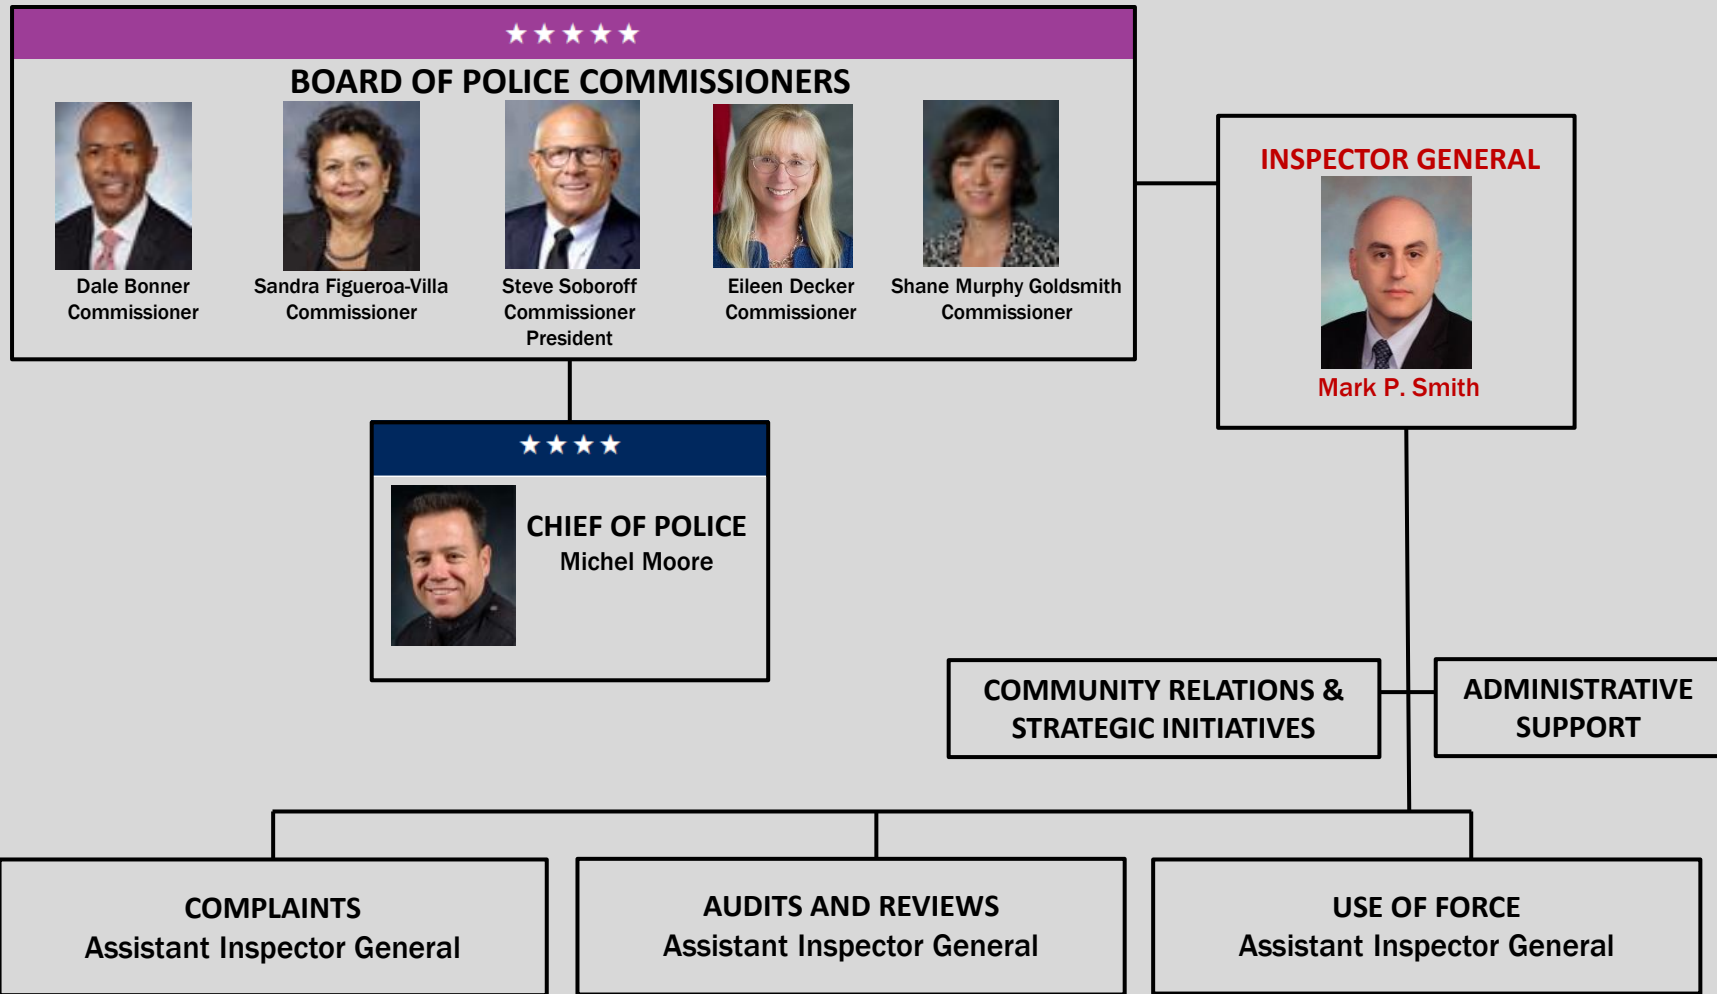 BOARD OF POLICE COMMISSIONERS
Dale Bonner
Commissioner
Sandra Figueroa-Villa
Commissioner
Steve Soboroff
Commissioner
President
Eileen Decker
Commissioner
Shane Murphy Goldsmith
Commissioner
INSPECTOR GENERAL
Mark P. Smith
CHIEF OF POLICE
Michel Moore
COMMUNITY RELATIONS &
STRATEGIC INITIATIVES
ADMINISTRATIVE
SUPPORT
COMPLAINTS
Assistant Inspector General
AUDITS AND REVIEWS
Assistant Inspector General
USE OF FORCE
Assistant Inspector General